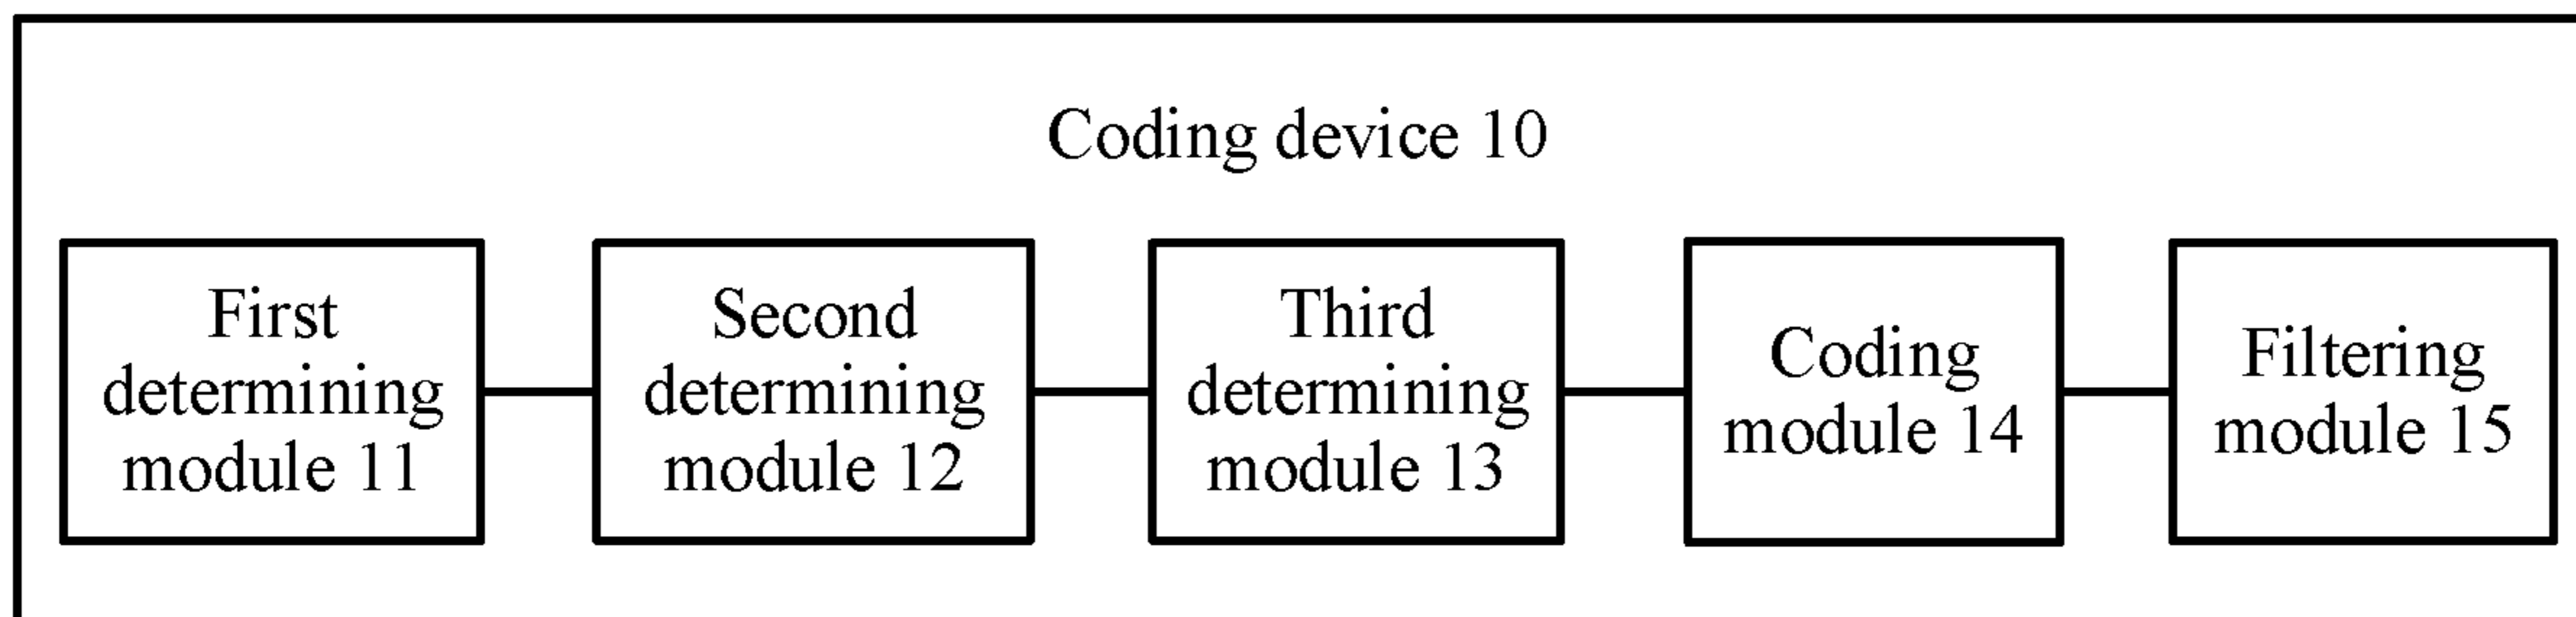 Coding device 10
First
determining
module 11
Second
determining
module 12
Third
determining
module 13
Coding
module 14
Filtering
module 15